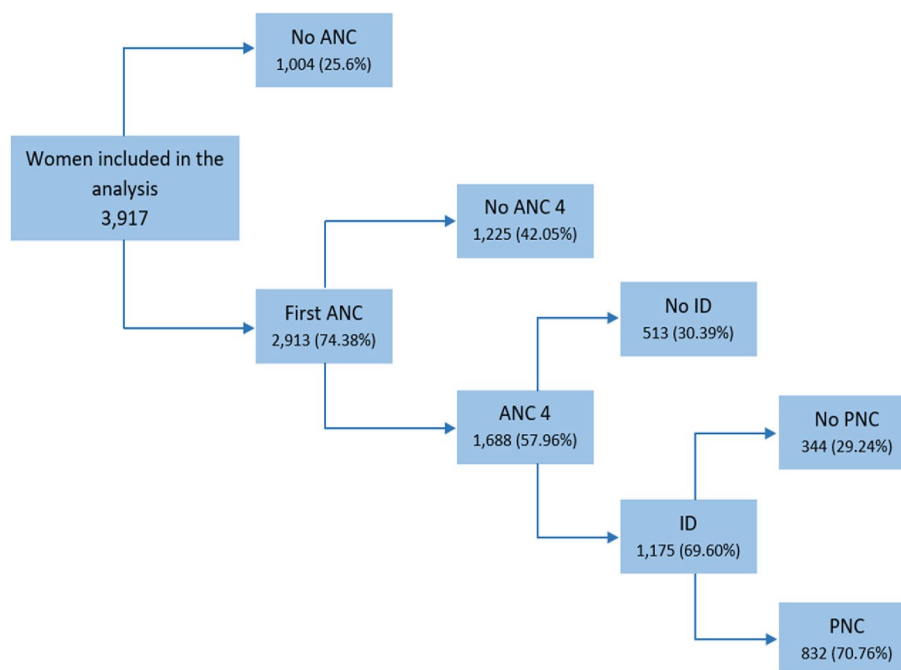 No ANC
1,004 (25.6%)
Women included in the
analysis
3,917
No ANC 4
1,225 (42.05%)
First ANC
2,913 (74.38%)
No ID
513 (30.39%)
ANC 4
1,688 (57.96%)
No PNC
344 (29.24%)
ID
1,175 (69.60%)
PNC
832 (70.76%)